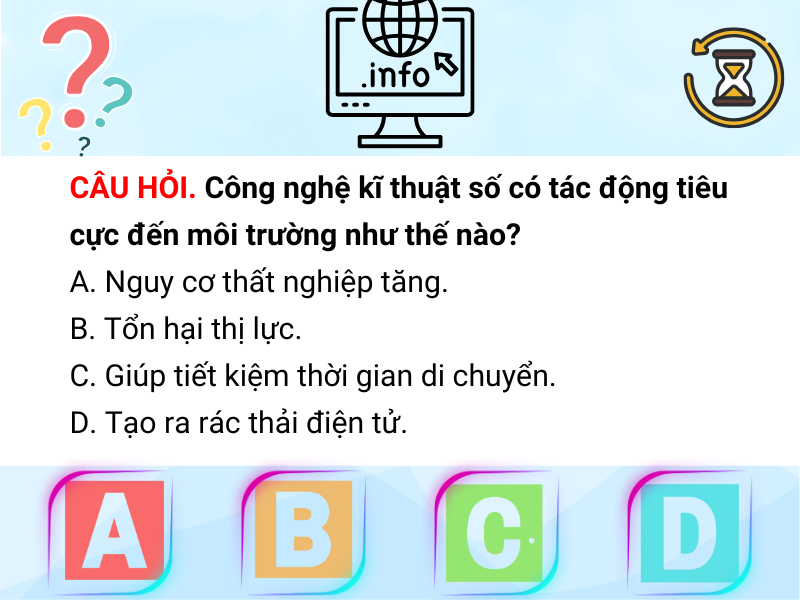 .info
CÂU HỎI. Công nghệ kĩ thuật số có tác động tiêu
cực đến môi trường như thế nào?
A. Nguy cơ thất nghiệp tăng.
B. Tổn hại thị lực.
C. Giúp tiết kiệm thời gian di chuyển.
D. Tạo ra rác thải điện tử.
A B C D